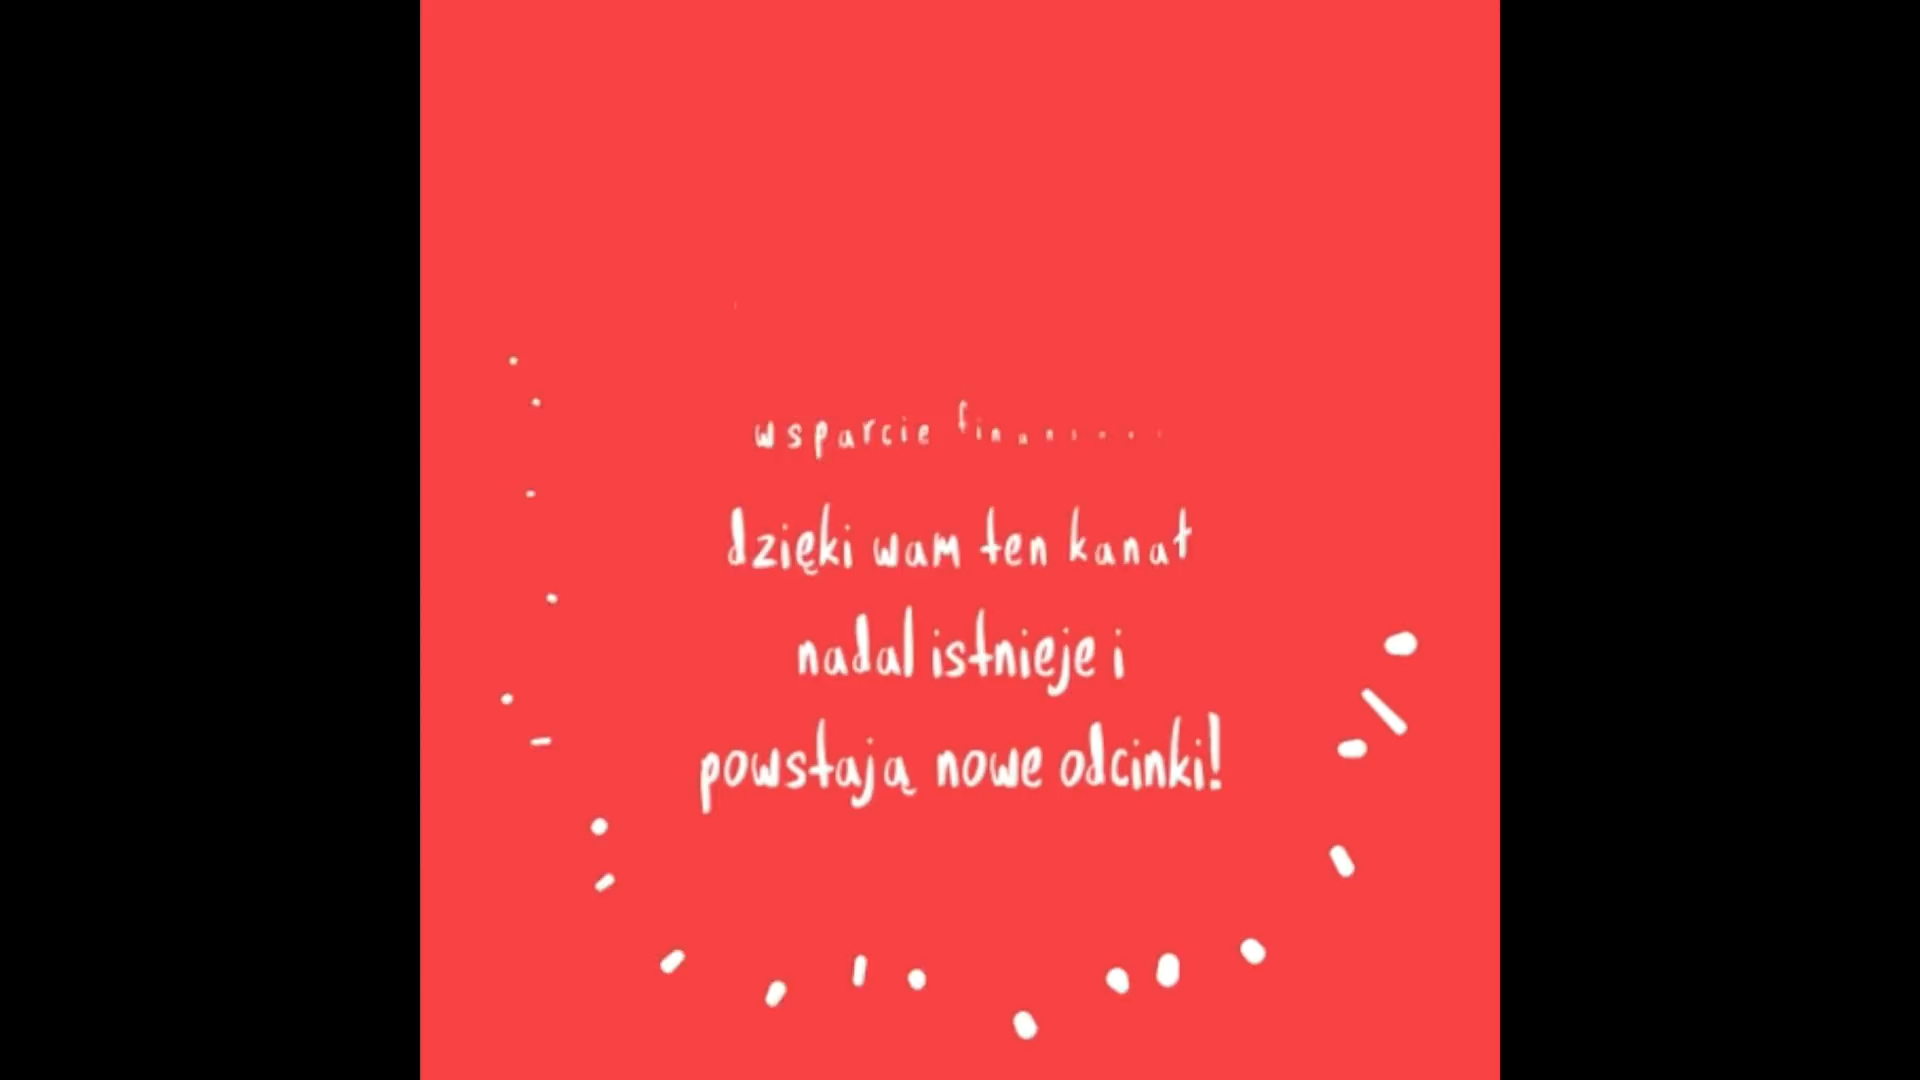 wsparcie
dzięki wam ten kanał
nadal istnieje i
powstają nowe odcinki!